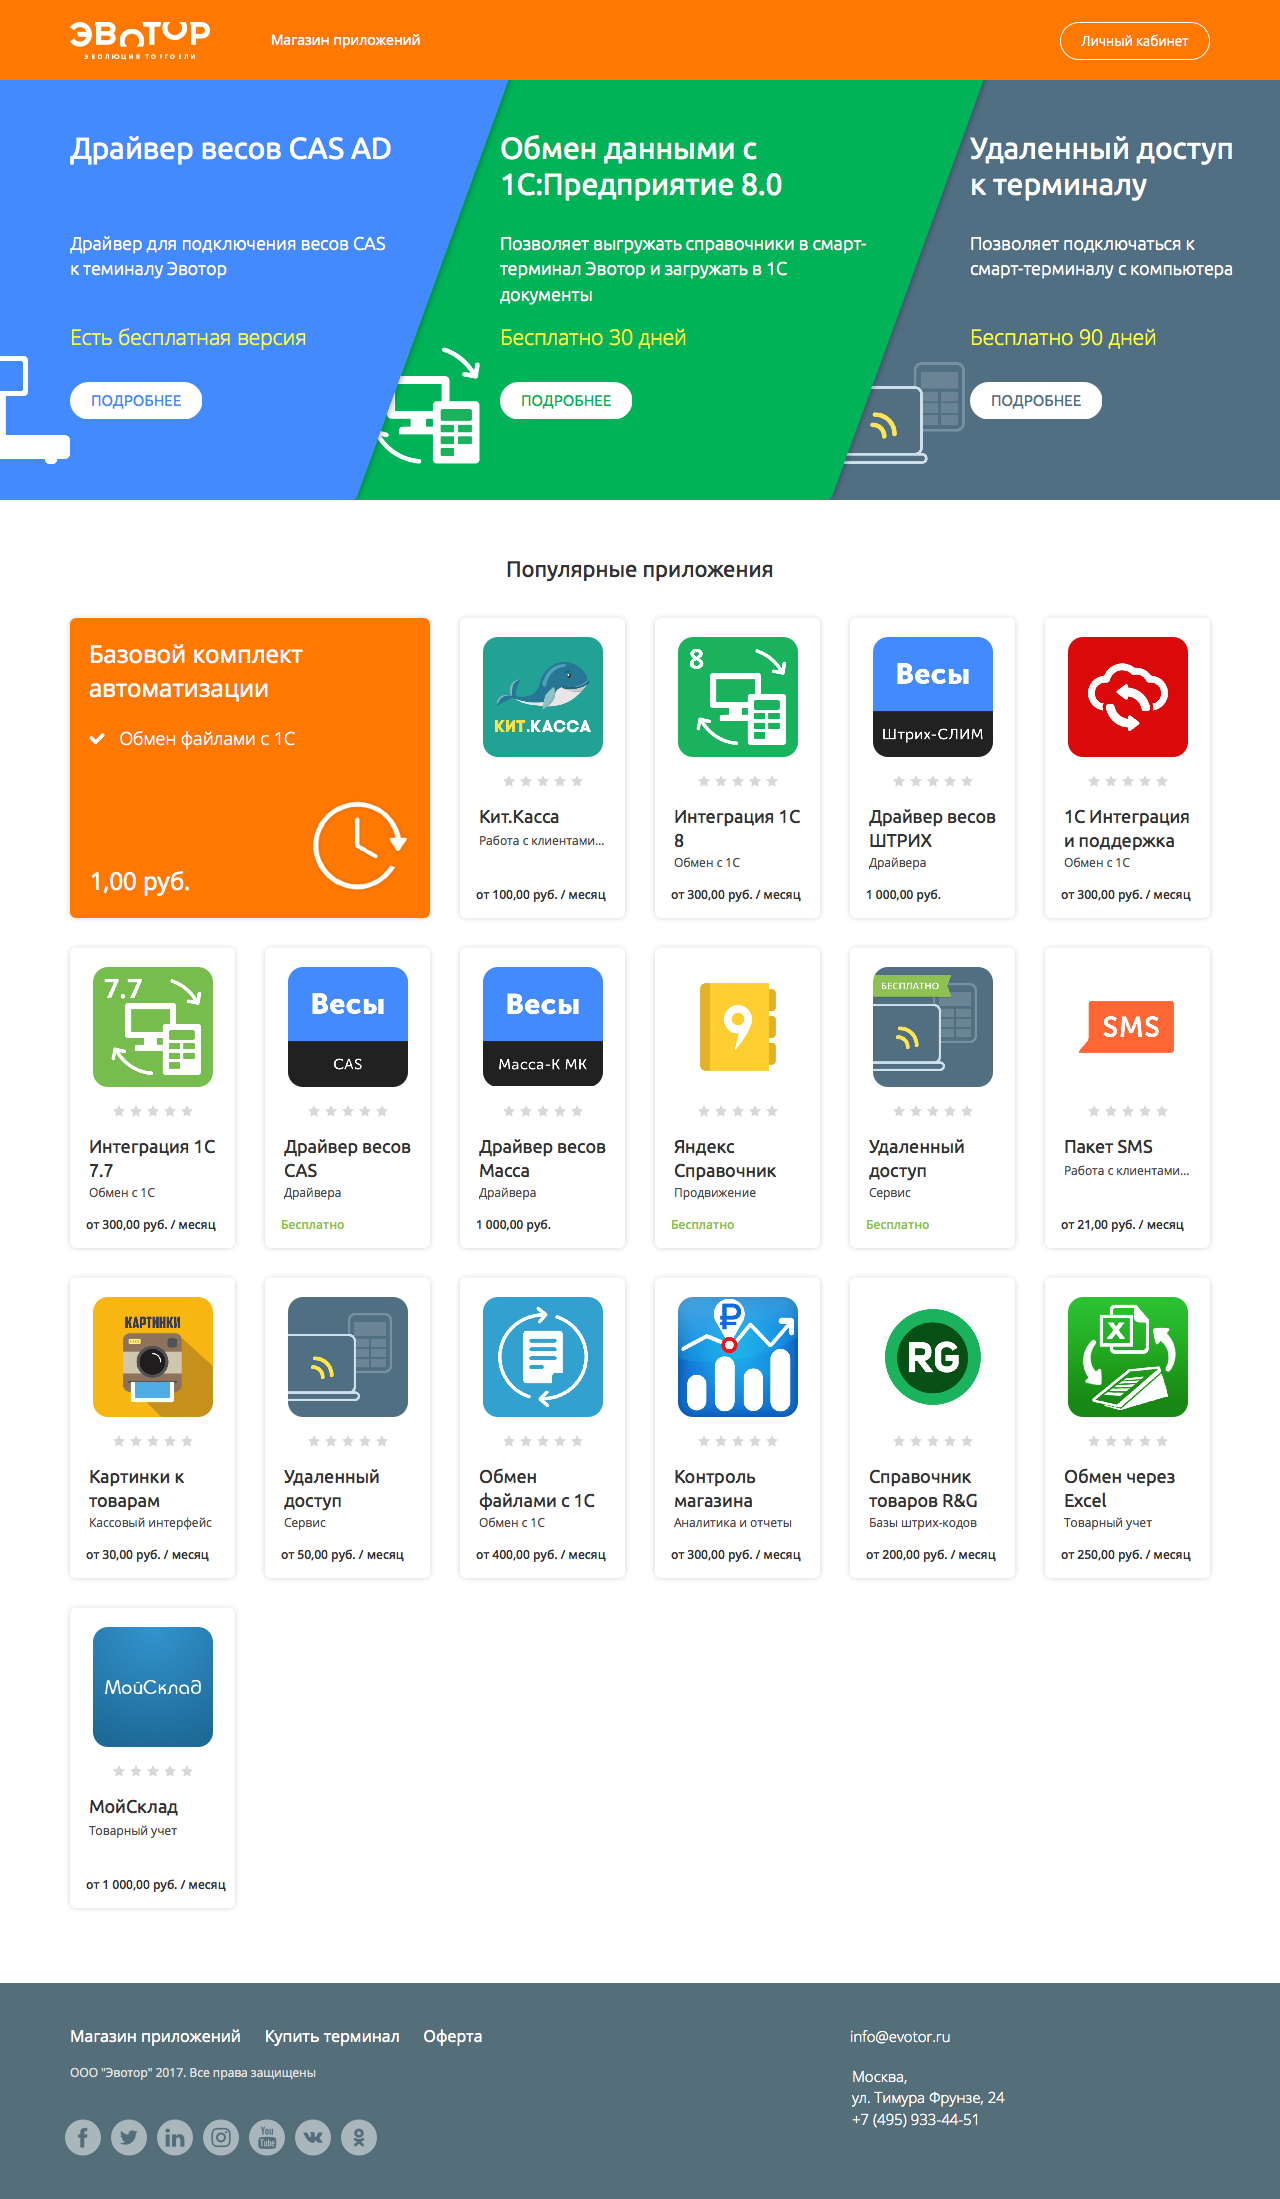 ЭВОТОР
ЭВОЛЮЦИЯ ТОРГОВЛИ
Магазин приложений
Личный кабинет
Драйвер весов CAS AD
Драйвер для подключения весов CAS
к теминалу Эвотор
Есть бесплатная версия
ПОДРОБНЕЕ
Обмен данными с
1С:Предприятие 8.0
Позволяет выгружать справочники в смарт-
терминал Эвотор и загружать в 1С
документы
Бесплатно 30 дней
ПОДРОБНЕЕ
Удаленный доступ
к терминалу
Позволяет подключаться к
смарт-терминалу с компьютера
Бесплатно 90 дней
ПОДРОБНЕЕ
Популярные приложения
Базовой комплект
автоматизации
Обмен файлами с 1С
1,00 руб.
КИТ.КАССА
Кит.Касса
Работа с клиентами...
от 100,00 руб. / месяц
8
Интеграция 1С
8
Обмен с 1С
от 300,00 руб. / месяц
Весы
Штрих-СЛИМ
Драйвер весов
ШТРИХ
Драйвера
1 000,00 руб.
1С Интеграция
и поддержка
Обмен с 1С
от 300,00 руб. / месяц
7.7
Интеграция 1С
7.7
Обмен с 1С
от 300,00 руб. / месяц
Весы
CAS
Драйвер весов
CAS
Драйвера
Бесплатно
Весы
Масса-К МК
Драйвер весов
Масса
Драйвера
1 000,00 руб.
Яндекс
Справочник
Продвижение
Бесплатно
БЕСПЛАТНО
Удаленный
доступ
Сервис
Бесплатно
SMS
Пакет SMS
Работа с клиентами...
от 21,00 руб. / месяц
КАРТИНКИ
Картинки к
товарам
Кассовый интерфейс
от 30,00 руб. / месяц
Удаленный
доступ
Сервис
от 50,00 руб. / месяц
Обмен
файлами с 1С
Обмен с 1С
от 400,00 руб. / месяц
₽
Контроль
магазина
Аналитика и отчеты
от 300,00 руб. / месяц
RG
Справочник
товаров R&G
Базы штрих-кодов
от 200,00 руб. / месяц
X
Обмен через
Excel
Товарный учет
от 250,00 руб. / месяц
МойСклад
МойСклад
Товарный учет
от 1 000,00 руб. / месяц
Магазин приложений
Купить терминал
Оферта
ООО "Эвотор" 2017. Все права защищены
You
Tube
info@evotor.ru
Москва,
ул. Тимура Фрунзе, 24
+7 (495) 933-44-51